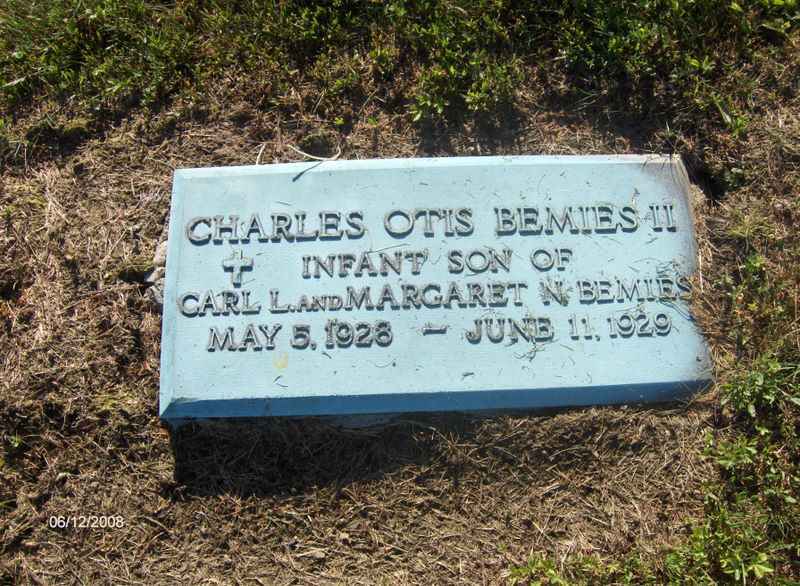 CHARLES OTIS BEMIES II
INFANT SON OF
CARL L. AND MARGARET N. BEMIES
MAY 5, 1928 – JUNE 11, 1929
06/12/2008